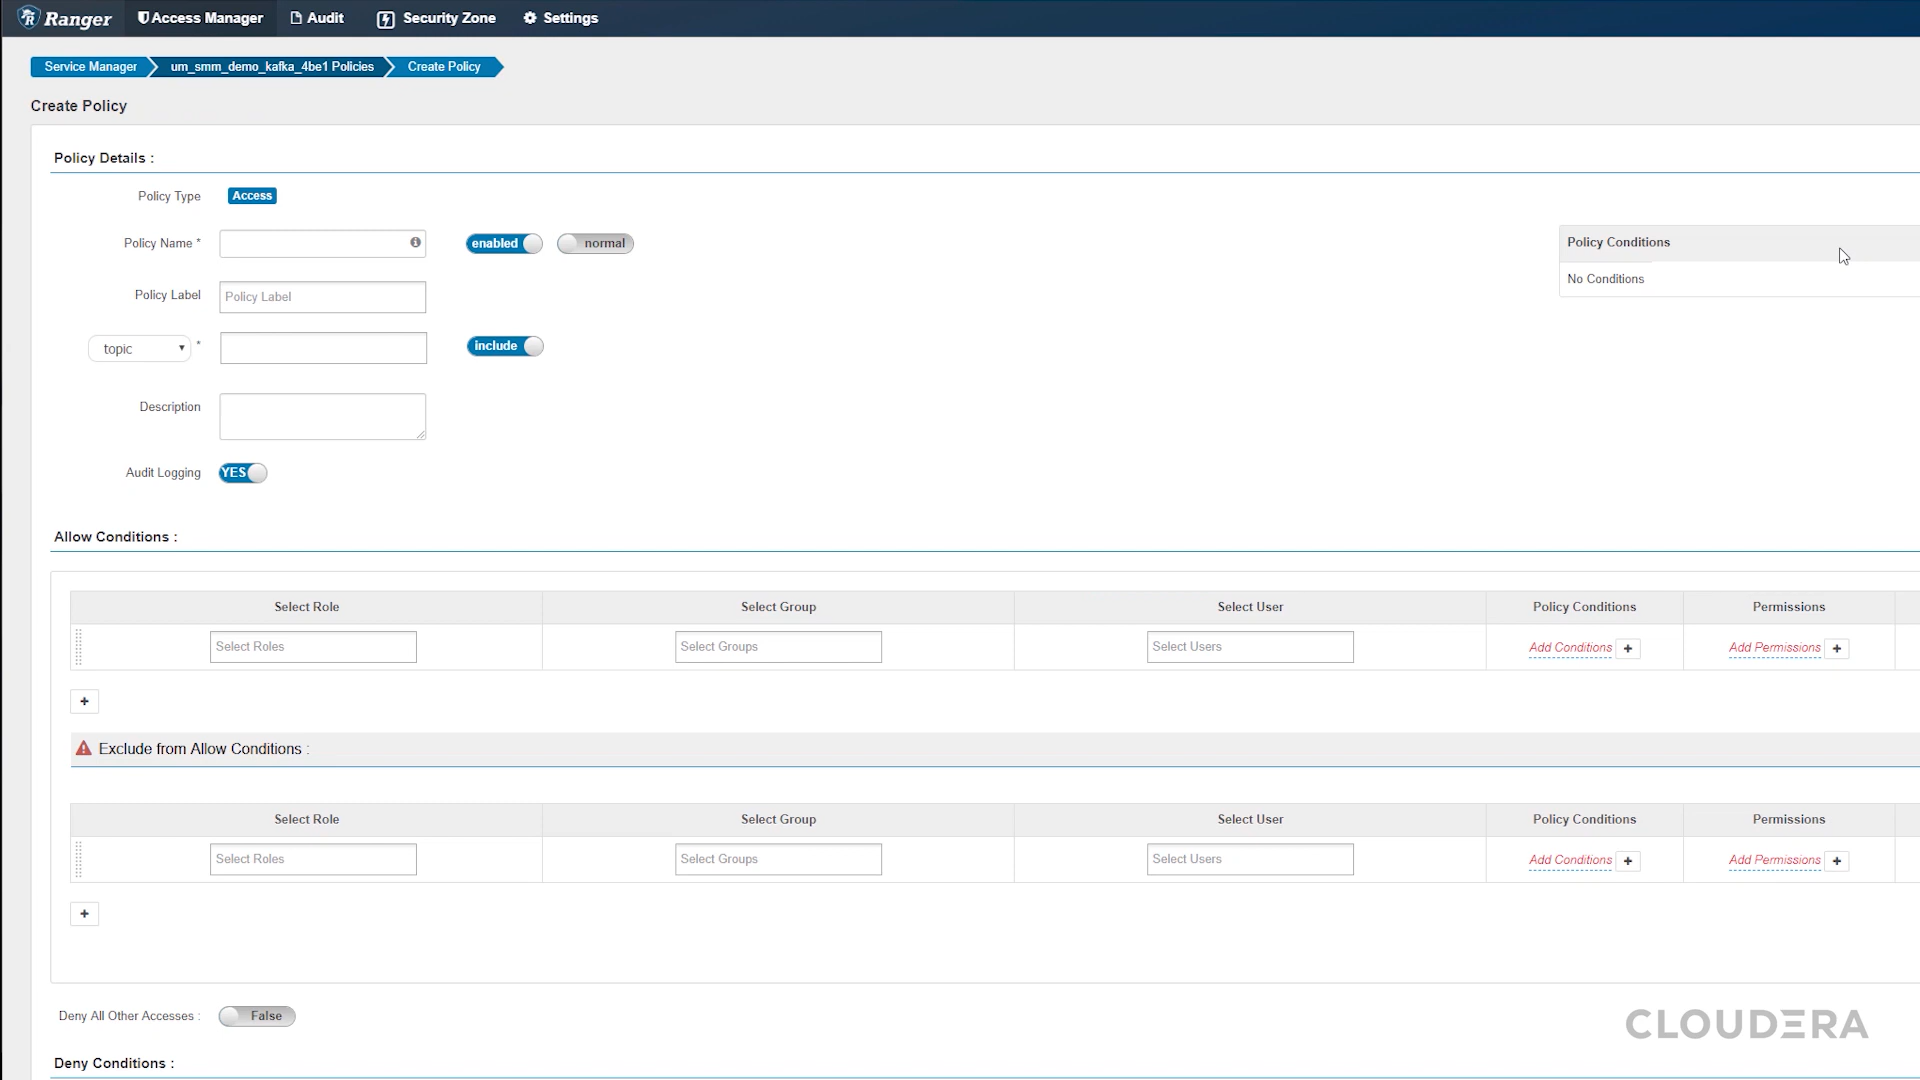 Ranger Access Manager Audit Security Zone Settings
Service Manager um_smm_demo_kafka_4be1 Policies Create Policy
Create Policy
Policy Details :
Policy Type Access
Policy Name * enabled normal
Policy Conditions
No Conditions
Policy Label Policy Label
topic * include
Description
Audit Logging YES
Allow Conditions :
Select Role Select Group Select User Policy Conditions Permissions
Select Roles Select Groups Select Users Add Conditions + Add Permissions +
+
Exclude from Allow Conditions :
Select Role Select Group Select User Policy Conditions Permissions
Select Roles Select Groups Select Users Add Conditions + Add Permissions +
+
Deny All Other Accesses : False
CLOUDERA
Deny Conditions :